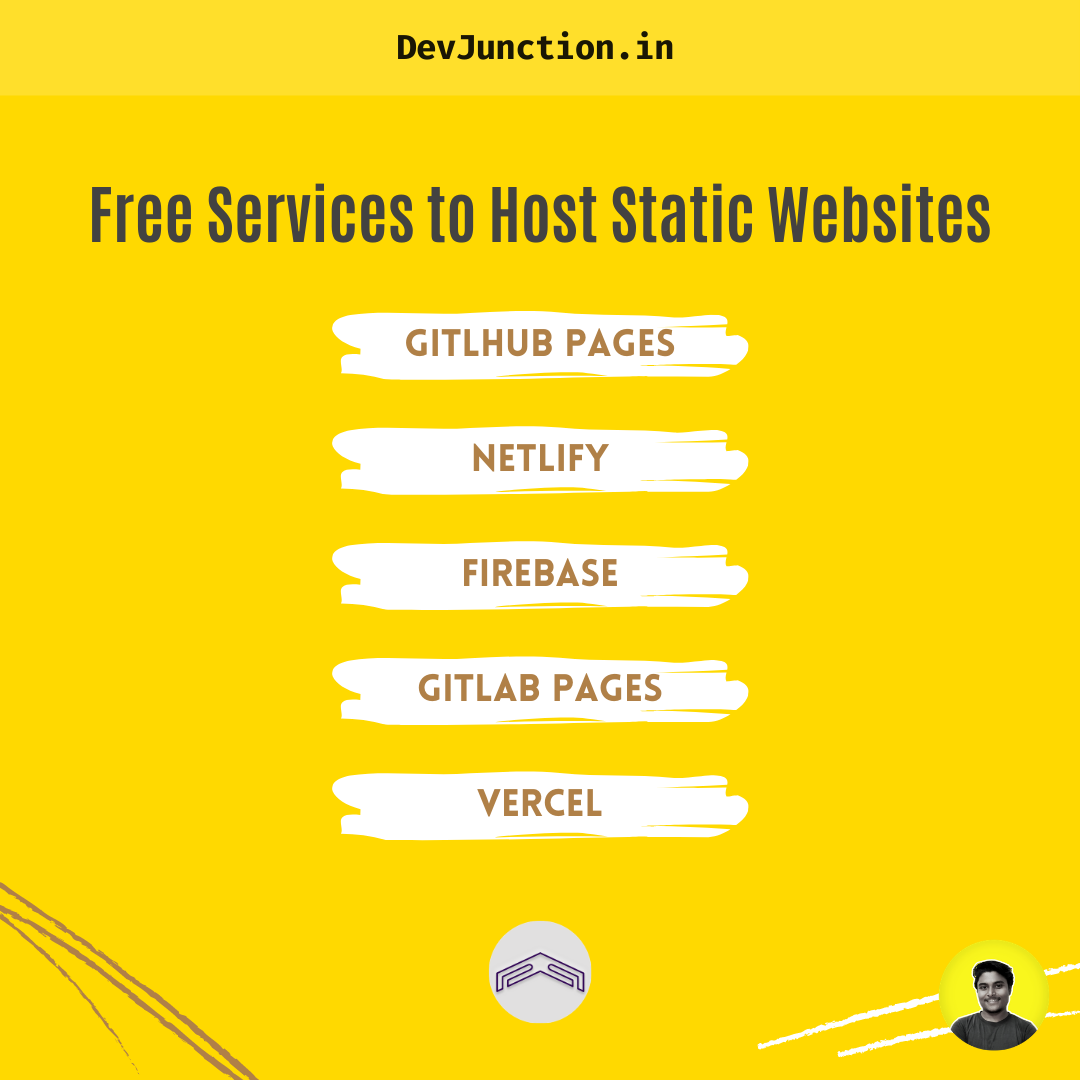 DevJunction.in
Free Services to Host Static Websites
GITLHUB PAGES
NETLIFY
FIREBASE
GITLAB PAGES
VERCEL